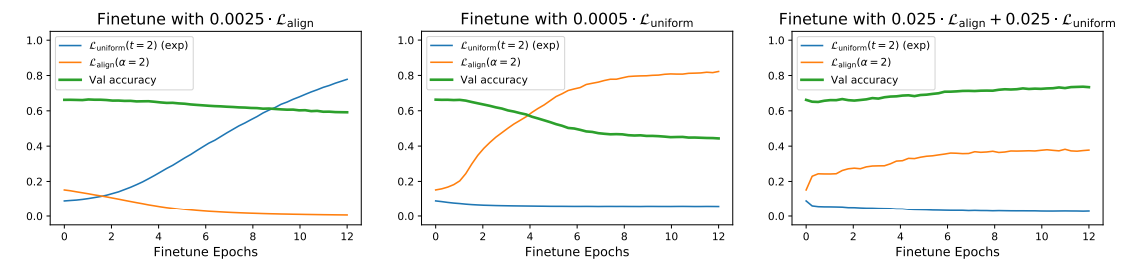 Finetune with 0.0025 · ℒalign
1.0
0.8
0.6
0.4
0.2
0.0
ℒuniform(t = 2) (exp)
ℒalign(α = 2)
Val accuracy
0 2 4 6 8 10 12
Finetune Epochs
Finetune with 0.0005 · ℒuniform
1.0
0.8
0.6
0.4
0.2
0.0
ℒuniform(t = 2) (exp)
ℒalign(α = 2)
Val accuracy
0 2 4 6 8 10 12
Finetune Epochs
Finetune with 0.025 · ℒalign + 0.025 · ℒuniform
1.0
0.8
0.6
0.4
0.2
0.0
ℒuniform(t = 2) (exp)
ℒalign(α = 2)
Val accuracy
0 2 4 6 8 10 12
Finetune Epochs